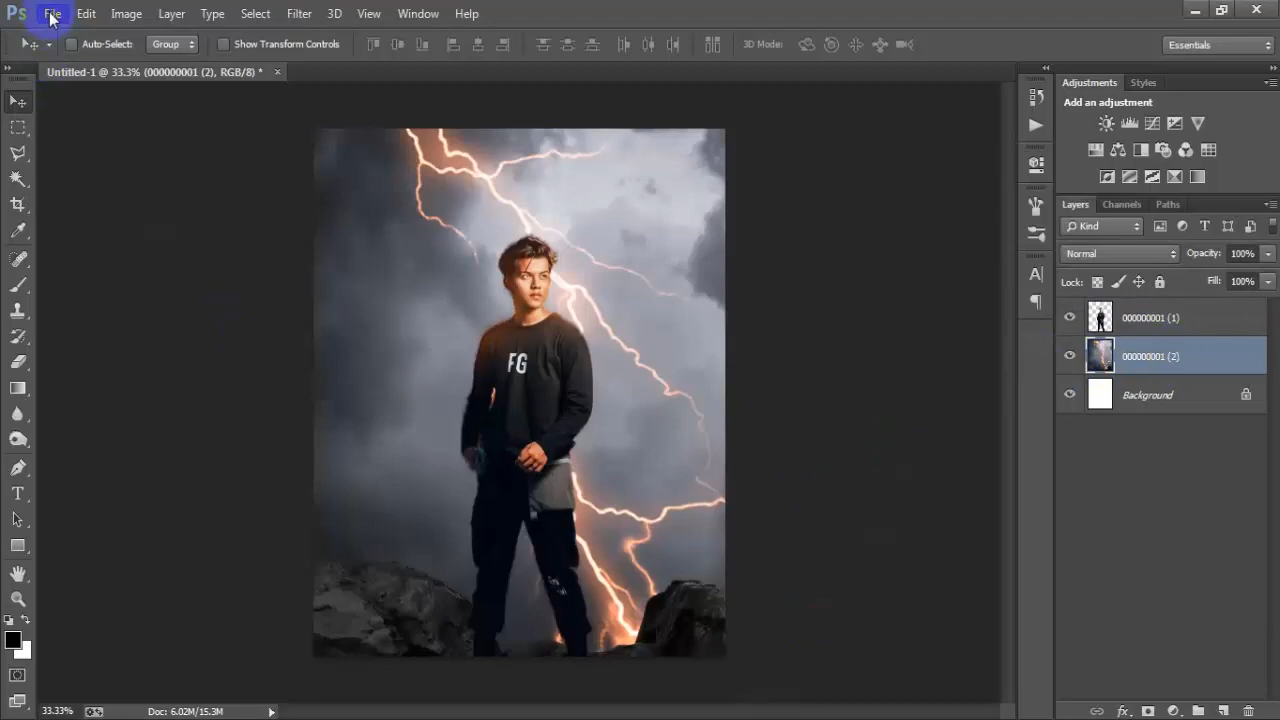 Ps File Edit Image Layer Type Select Filter 3D View Window Help
Auto-Select: Group Show Transform Controls 3D Mode: Essentials
Untitled-1 @ 33.3% (000000001 (2), RGB/8) *
Adjustments Styles
Add an adjustment
Layers Channels Paths
Kind
Normal Opacity: 100%
Lock: Fill: 100%
000000001 (1)
000000001 (2)
Background
FG
33.33% Doc: 6.02M/15.3M